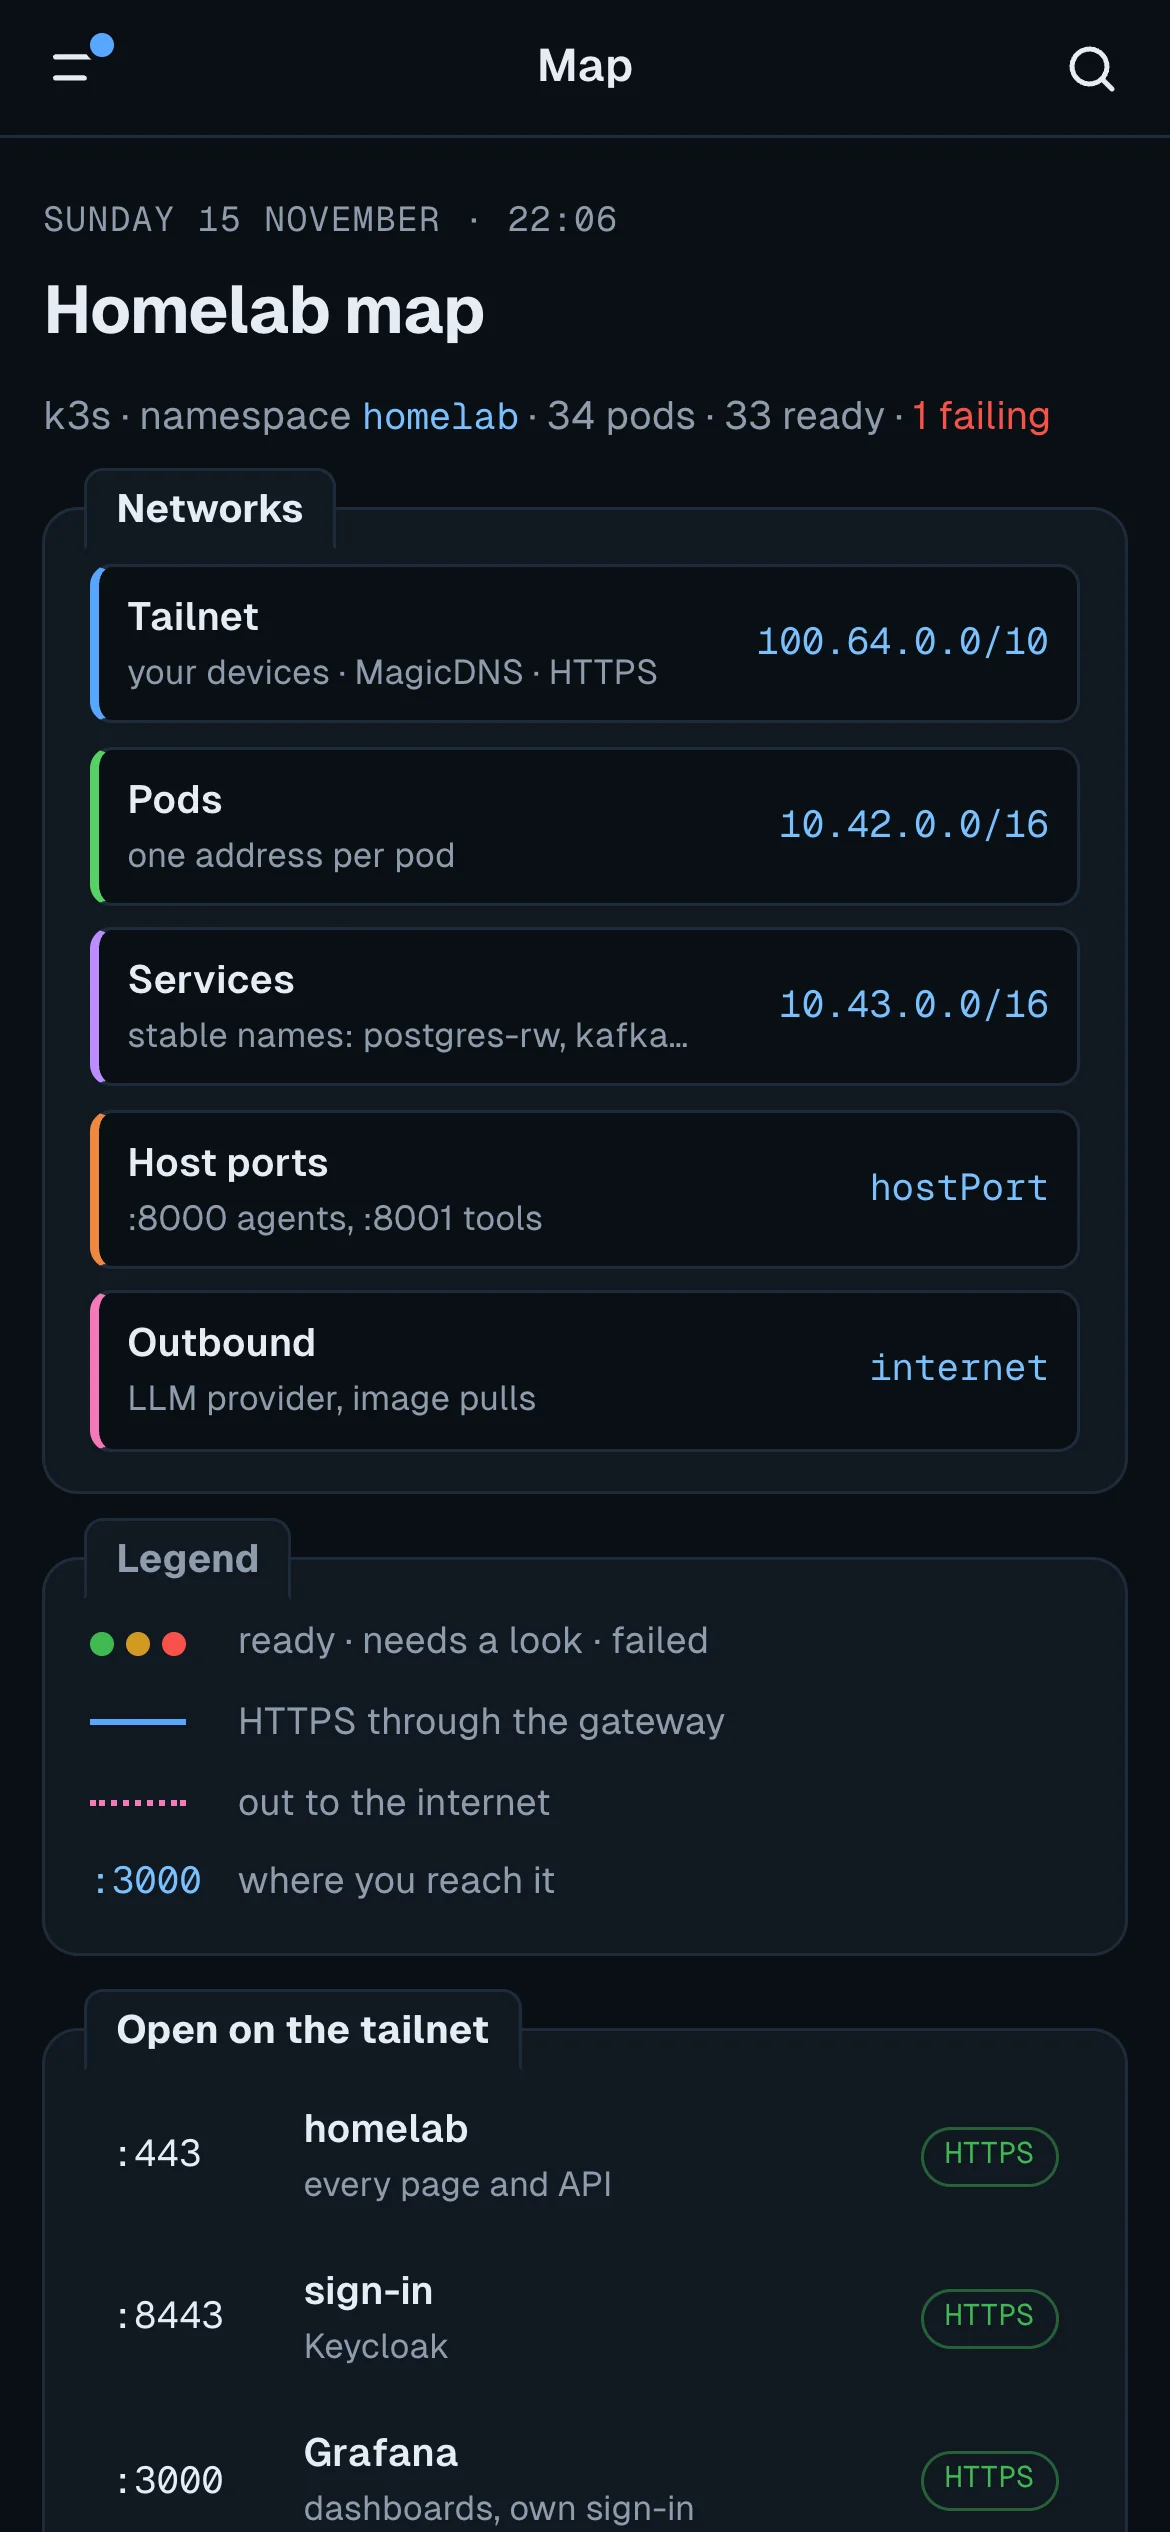 Map
SUNDAY 15 NOVEMBER · 22:06
Homelab map
k3s · namespace homelab · 34 pods · 33 ready · 1 failing
Networks
Tailnet
your devices · MagicDNS · HTTPS
100.64.0.0/10
Pods
one address per pod
10.42.0.0/16
Services
stable names: postgres-rw, kafka…
10.43.0.0/16
Host ports
:8000 agents, :8001 tools
hostPort
Outbound
LLM provider, image pulls
internet
Legend
ready · needs a look · failed
HTTPS through the gateway
out to the internet
:3000 where you reach it
Open on the tailnet
:443
homelab
every page and API
HTTPS
:8443
sign-in
Keycloak
HTTPS
:3000
Grafana
dashboards, own sign-in
HTTPS